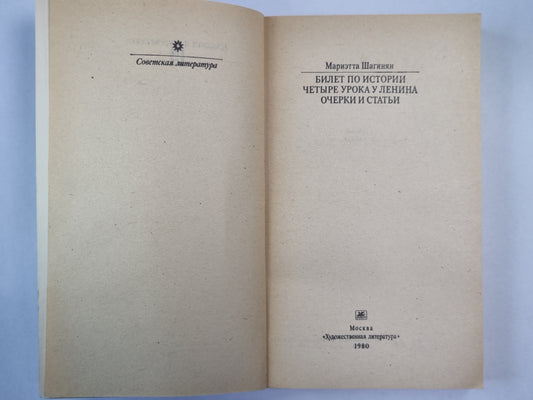 Советская литература
Мариэтта Шагинян
БИЛЕТ ПО ИСТОРИИ
ЧЕТЫРЕ УРОКА У ЛЕНИНА
ОЧЕРКИ И СТАТЬИ
Москва
«Художественная литература»
1980